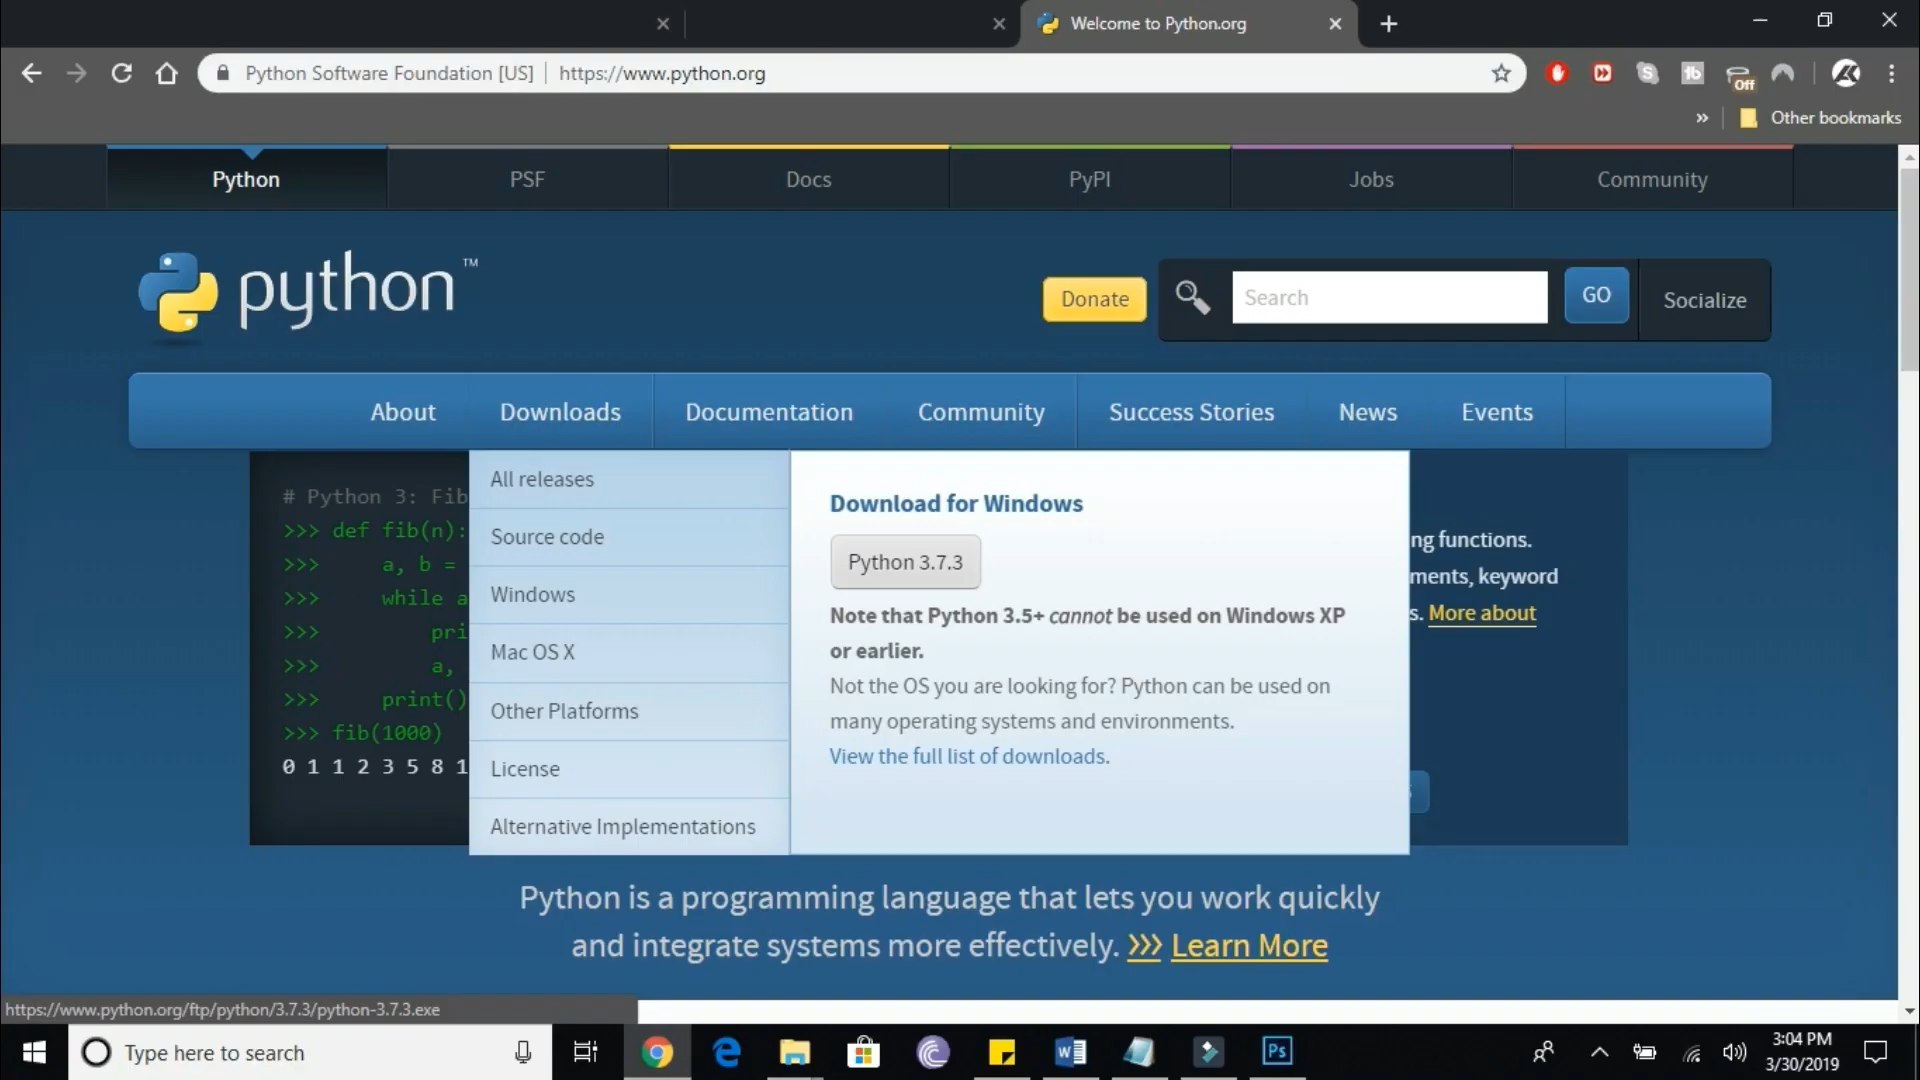 Welcome to Python.org
Python Software Foundation [US] https://www.python.org
Off
» Other bookmarks
Python PSF Docs PyPI Jobs Community
python™
Donate Search GO Socialize
About Downloads Documentation Community Success Stories News Events
# Python 3: Fib
>>> def fib(n):
>>> a, b =
>>> while a
>>> pri
>>> a,
>>> print()
>>> fib(1000)
0 1 1 2 3 5 8 1
All releases
Source code
Windows
Mac OS X
Other Platforms
License
Alternative Implementations
Download for Windows
Python 3.7.3
Note that Python 3.5+ cannot be used on Windows XP
or earlier.
Not the OS you are looking for? Python can be used on
many operating systems and environments.
View the full list of downloads.
ng functions.
ments, keyword
s. More about
Python is a programming language that lets you work quickly
and integrate systems more effectively. >>> Learn More
https://www.python.org/ftp/python/3.7.3/python-3.7.3.exe
Type here to search
Ps
3:04 PM
3/30/2019